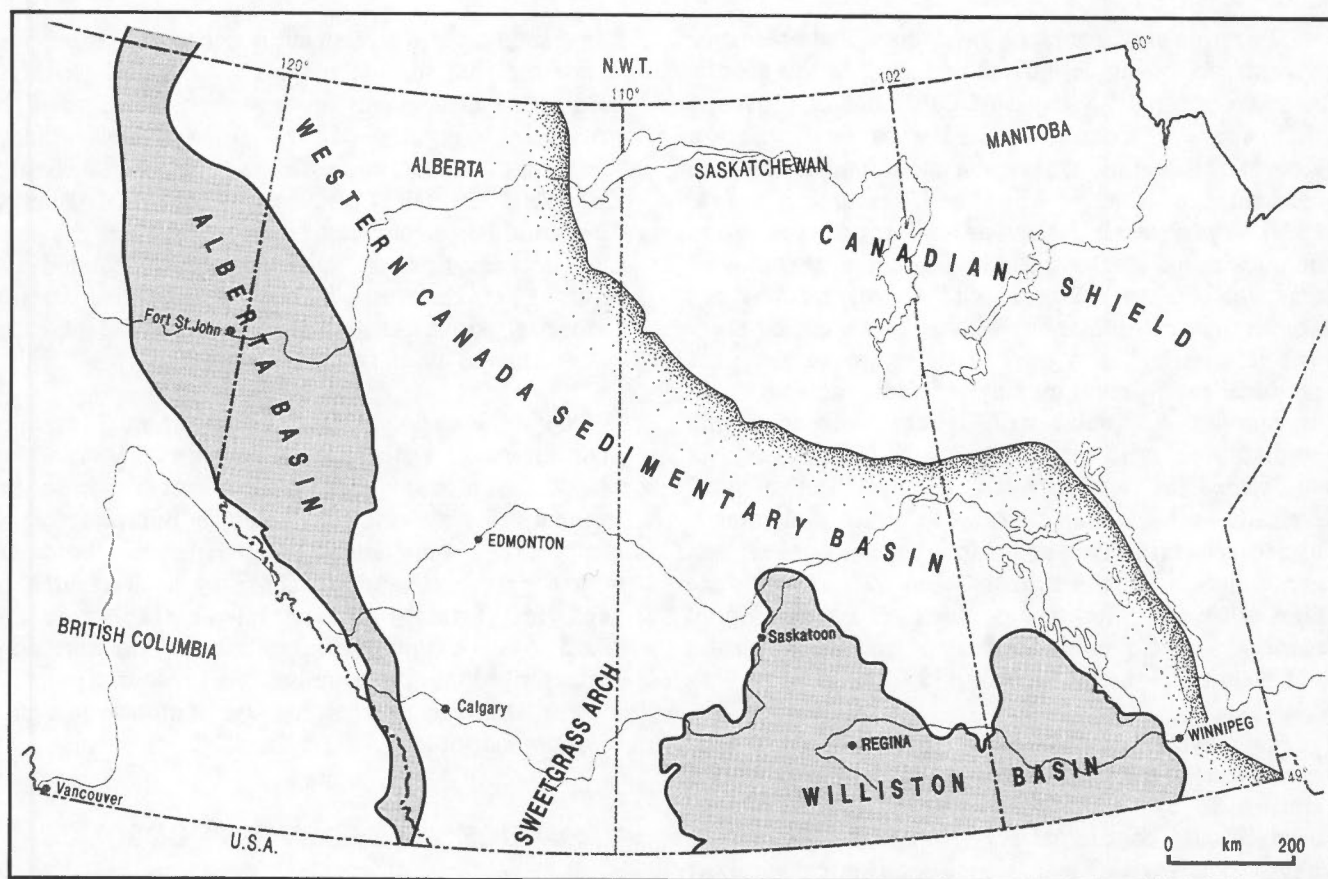 60°
120°
N.W.T.
110°
102°
MANITOBA
ALBERTA
SASKATCHEWAN
WESTERN CANADA SEDIMENTARY BASIN
CANADIAN SHIELD
ALBERTA BASIN
Fort St. John
EDMONTON
BRITISH COLUMBIA
Saskatoon
SWEETGRASS ARCH
Calgary
REGINA
WINNIPEG
WILLISTON BASIN
49°
Vancouver
U.S.A.
0 km 200